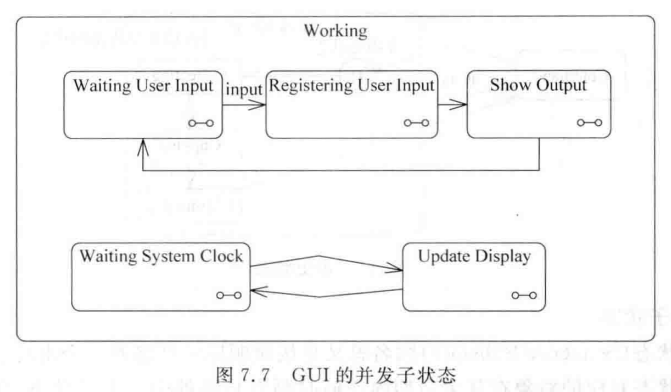 Working
Waiting User Input input Registering User Input Show Output
Waiting System Clock Update Display
图 7.7 GUI 的并发子状态